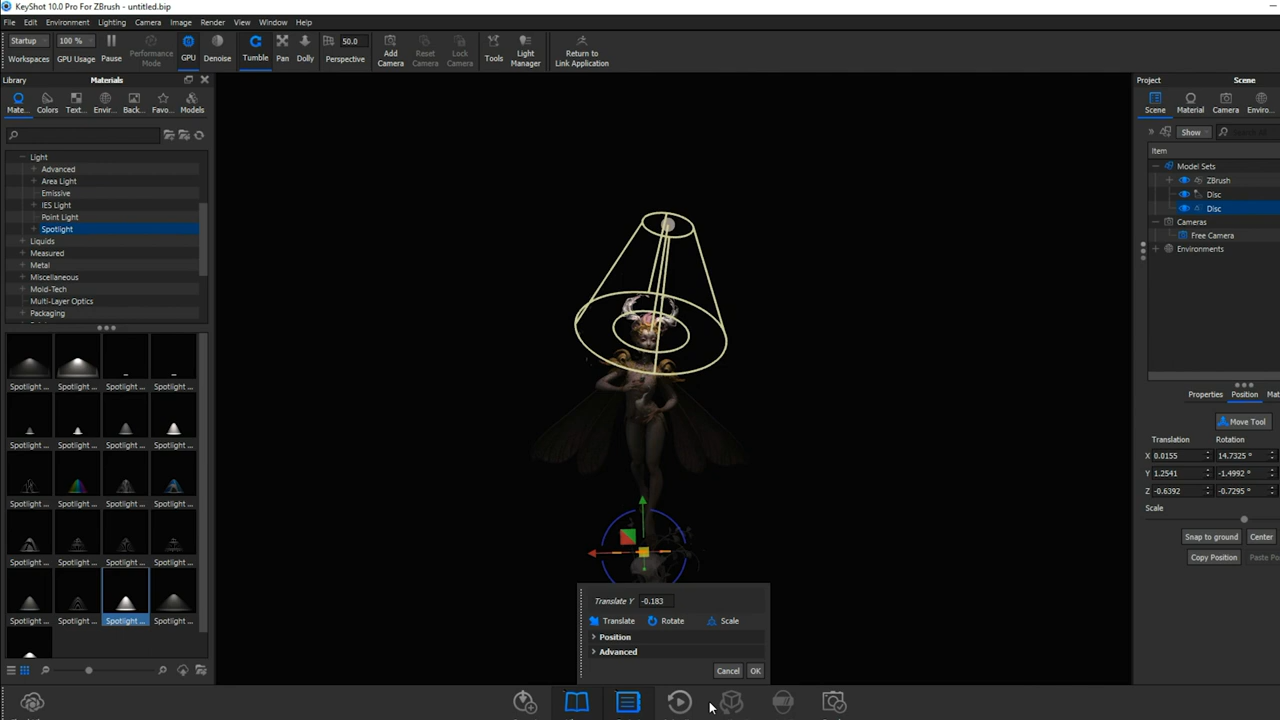 KeyShot 10.0 Pro For ZBrush - untitled.bip
File Edit Environment Lighting Camera Image Render View Window Help
Startup 100 % 50.0
Workspaces GPU Usage Pause Performance Mode GPU Denoise Tumble Pan Dolly Perspective Add Camera Reset Camera Lock Camera Tools Light Manager Return to Link Application
Library Materials Project Scene
Mate... Colors Text... Envir... Back... Favo... Models Scene Material Camera Enviro...
Show
Item
Light
Advanced
Area Light
Emissive
IES Light
Point Light
Spotlight
Liquids
Measured
Metal
Miscellaneous
Mold-Tech
Multi-Layer Optics
Packaging
Model Sets
ZBrush
Disc
Disc
Cameras
Free Camera
Environments
Spotlight ... Spotlight ... Spotlight ... Spotlight ...
Spotlight ... Spotlight ... Spotlight ... Spotlight ...
Spotlight ... Spotlight ... Spotlight ... Spotlight ...
Spotlight ... Spotlight ... Spotlight ... Spotlight ...
Spotlight ... Spotlight ... Spotlight ... Spotlight ...
Properties Position Mat
Move Tool
Translation Rotation
X 0.0155 14.7325 °
Y 1.2541 -1.4992 °
Z -0.6392 -0.7295 °
Scale
Snap to ground Center
Copy Position Paste Po
Translate Y -0.183
Translate Rotate Scale
Position
Advanced
Cancel OK